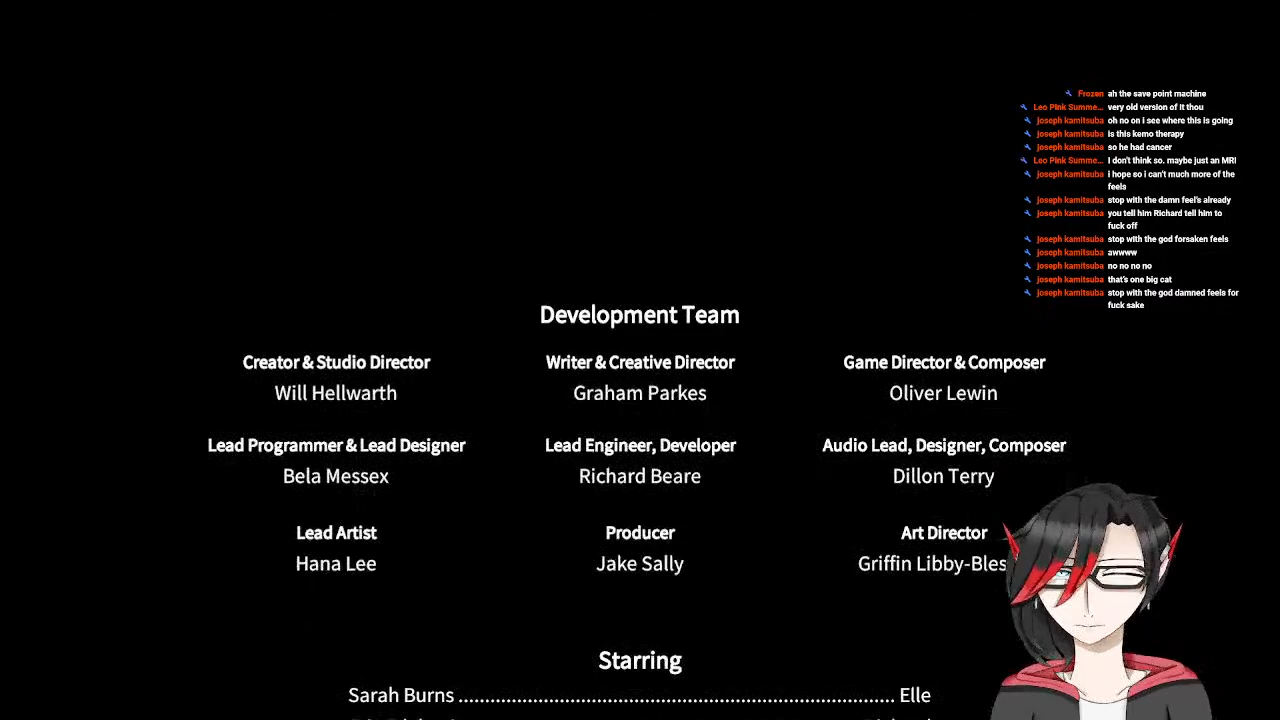 Frozen ah the save point machine
Leo Pink Summe... very old version of it thou
joseph kamitsuba oh no on i see where this is going
joseph kamitsuba is this kemo therapy
joseph kamitsuba so he had cancer
Leo Pink Summe... I don't think so. maybe just an MRI
joseph kamitsuba i hope so i can't much more of the
feels
joseph kamitsuba stop with the damn feel's already
joseph kamitsuba you tell him Richard tell him to
fuck off
joseph kamitsuba stop with the god forsaken feels
joseph kamitsuba awwww
joseph kamitsuba no no no no
joseph kamitsuba that's one big cat
joseph kamitsuba stop with the god damned feels for
fuck sake
Development Team
Creator & Studio Director
Will Hellwarth
Writer & Creative Director
Graham Parkes
Game Director & Composer
Oliver Lewin
Lead Programmer & Lead Designer
Bela Messex
Lead Engineer, Developer
Richard Beare
Audio Lead, Designer, Composer
Dillon Terry
Lead Artist
Hana Lee
Producer
Jake Sally
Art Director
Griffin Libby-Bles
Starring
Sarah Burns ..................................................................... Elle